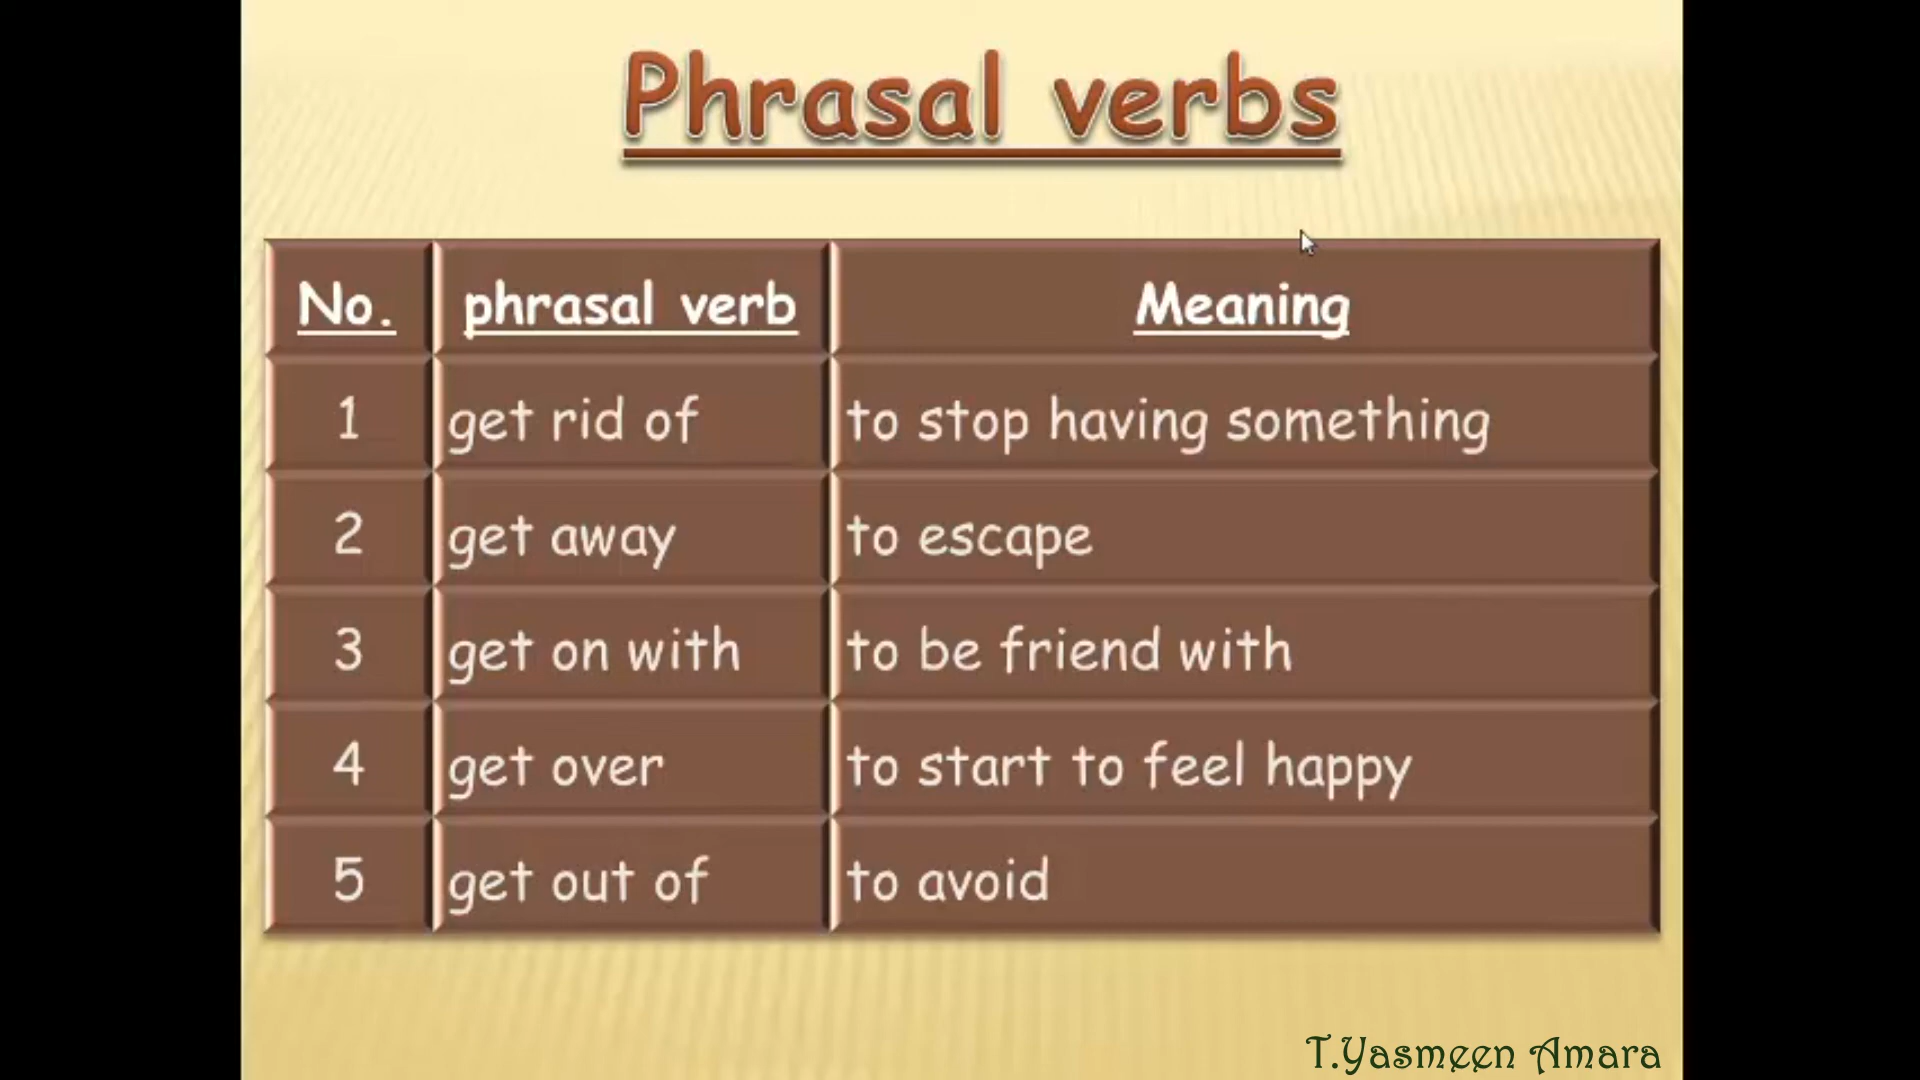 Phrasal verbs
No. phrasal verb Meaning
1 get rid of to stop having something
2 get away to escape
3 get on with to be friend with
4 get over to start to feel happy
5 get out of to avoid
T.Yasmeen Amara